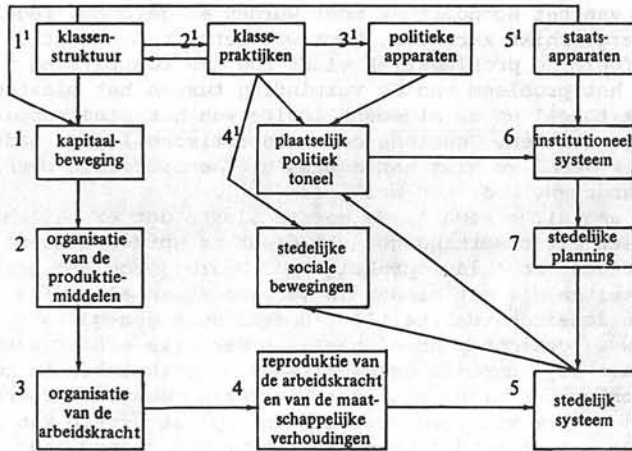 1¹
klassen-
struktuur
2¹
klasse-
praktijken
3¹
politieke
apparaten
5¹
staats-
apparaten
1
kapitaal-
beweging
4¹
plaatselijk
politiek
toneel
6
institutioneel
systeem
2
organisatie
van de
produktie-
middelen
stedelijke
sociale
bewegingen
7
stedelijke
planning
3
organisatie
van de
arbeidskracht
4
reproduktie van
de arbeidskracht
en van de maat-
schappelijke
verhoudingen
5
stedelijk
systeem